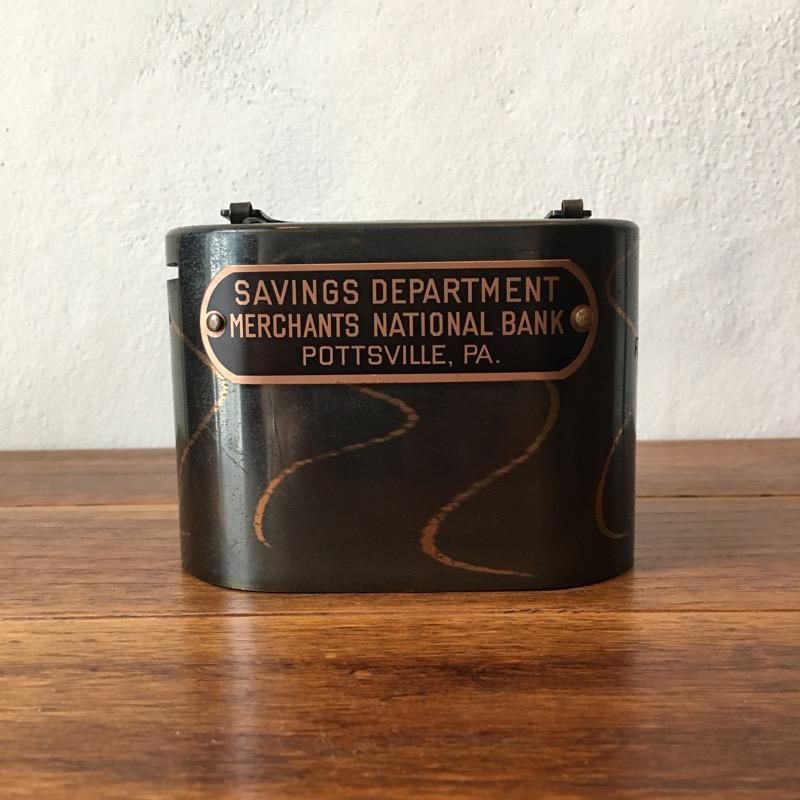 SAVINGS DEPARTMENT
MERCHANTS NATIONAL BANK
POTTSVILLE, PA.